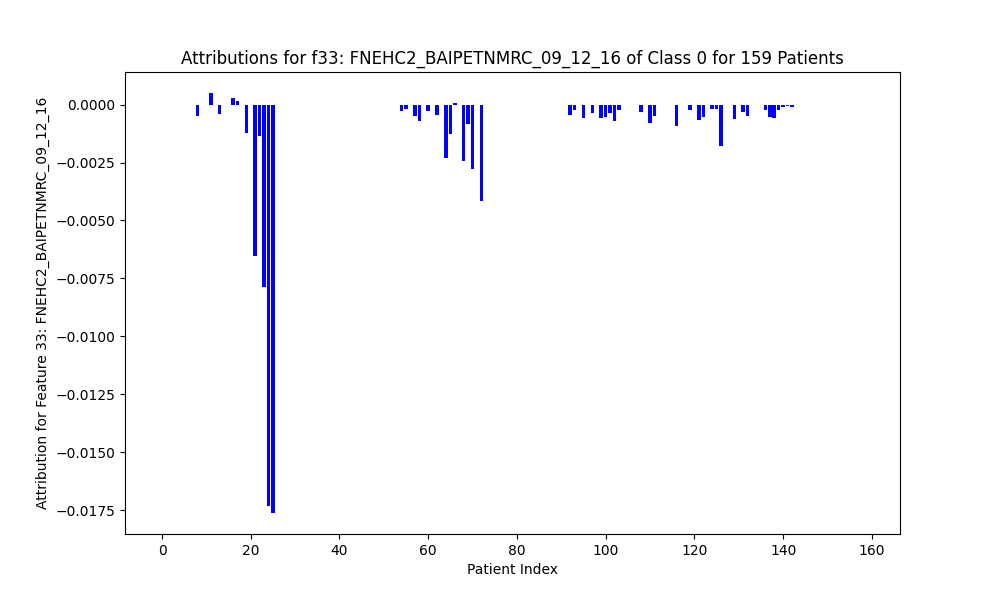 Attributions for f33: FNEHC2_BAIPETNMRC_09_12_16 of Class 0 for 159 Patients
Attribution for Feature 33: FNEHC2_BAIPETNMRC_09_12_16
0.0000
−0.0025
−0.0050
−0.0075
−0.0100
−0.0125
−0.0150
−0.0175
0 20 40 60 80 100 120 140 160
Patient Index